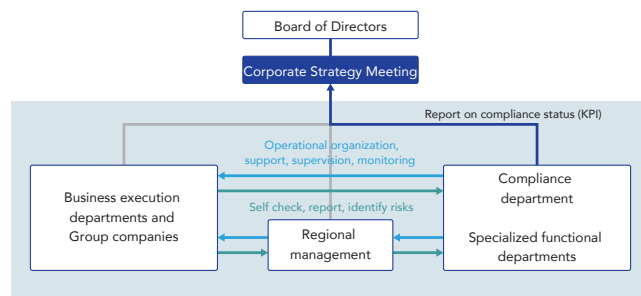 Board of Directors
Corporate Strategy Meeting
Report on compliance status (KPI)
Operational organization,
support, supervision, monitoring
Business execution
departments and
Group companies
Self check, report, identify risks
Regional
management
Compliance
department
Specialized functional
departments